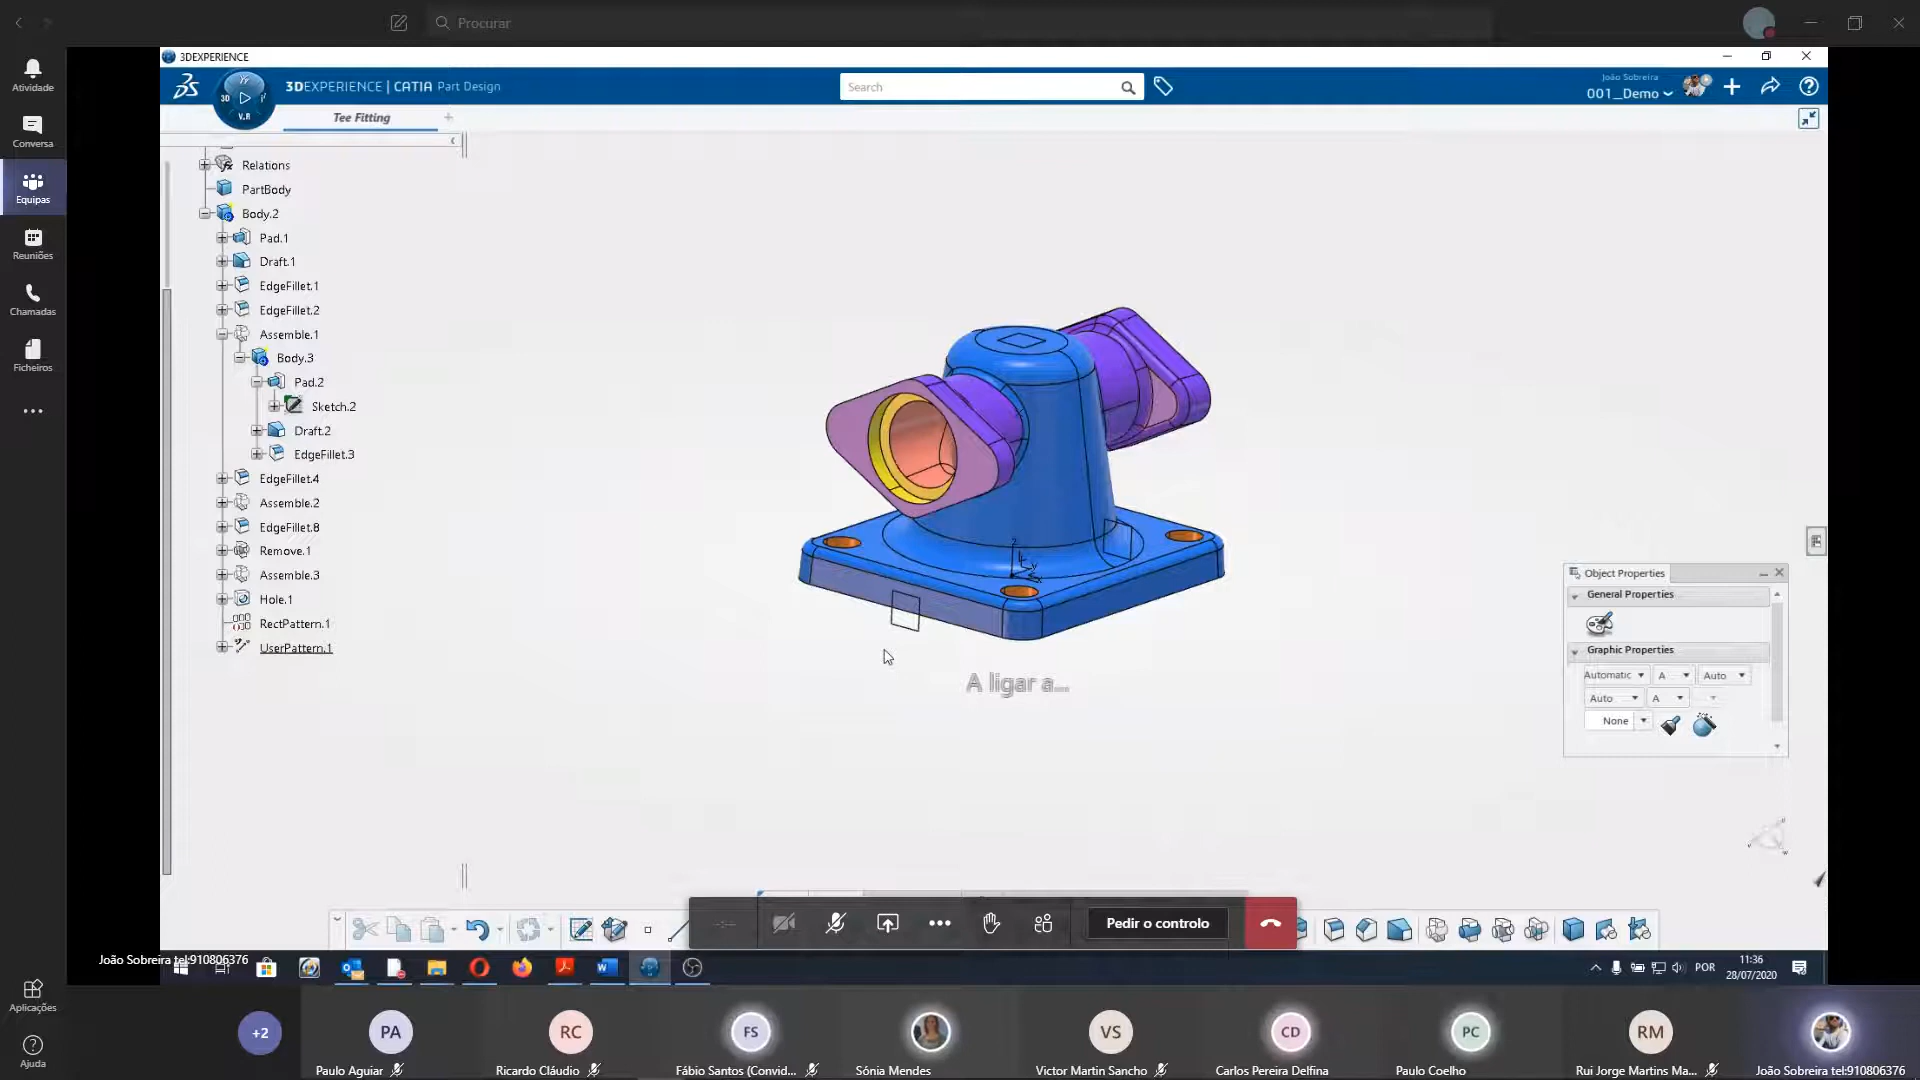 Procurar
Atividade
Conversa
Equipas
Reuniões
Chamadas
Ficheiros
Aplicações
Ajuda
3DEXPERIENCE
3D
V.R
3DEXPERIENCE | CATIA Part Design
Search
João Sobreira
001_Demo
Tee Fitting
Relations
PartBody
Body.2
Pad.1
Draft.1
EdgeFillet.1
EdgeFillet.2
Assemble.1
Body.3
Pad.2
Sketch.2
Draft.2
EdgeFillet.3
EdgeFillet.4
Assemble.2
EdgeFillet.8
Remove.1
Assemble.3
Hole.1
RectPattern.1
UserPattern.1
A ligar a...
Object Properties
General Properties
Graphic Properties
Automatic
A
Auto
Auto
A
None
Pedir o controlo
João Sobreira tel:910806376
POR
11:36
28/07/2020
+2
PA
Paulo Aguiar
RC
Ricardo Cláudio
FS
Fábio Santos (Convid...
Sónia Mendes
VS
Victor Martin Sancho
CD
Carlos Pereira Delfina
PC
Paulo Coelho
RM
Rui Jorge Martins Ma...
João Sobreira tel:910806376